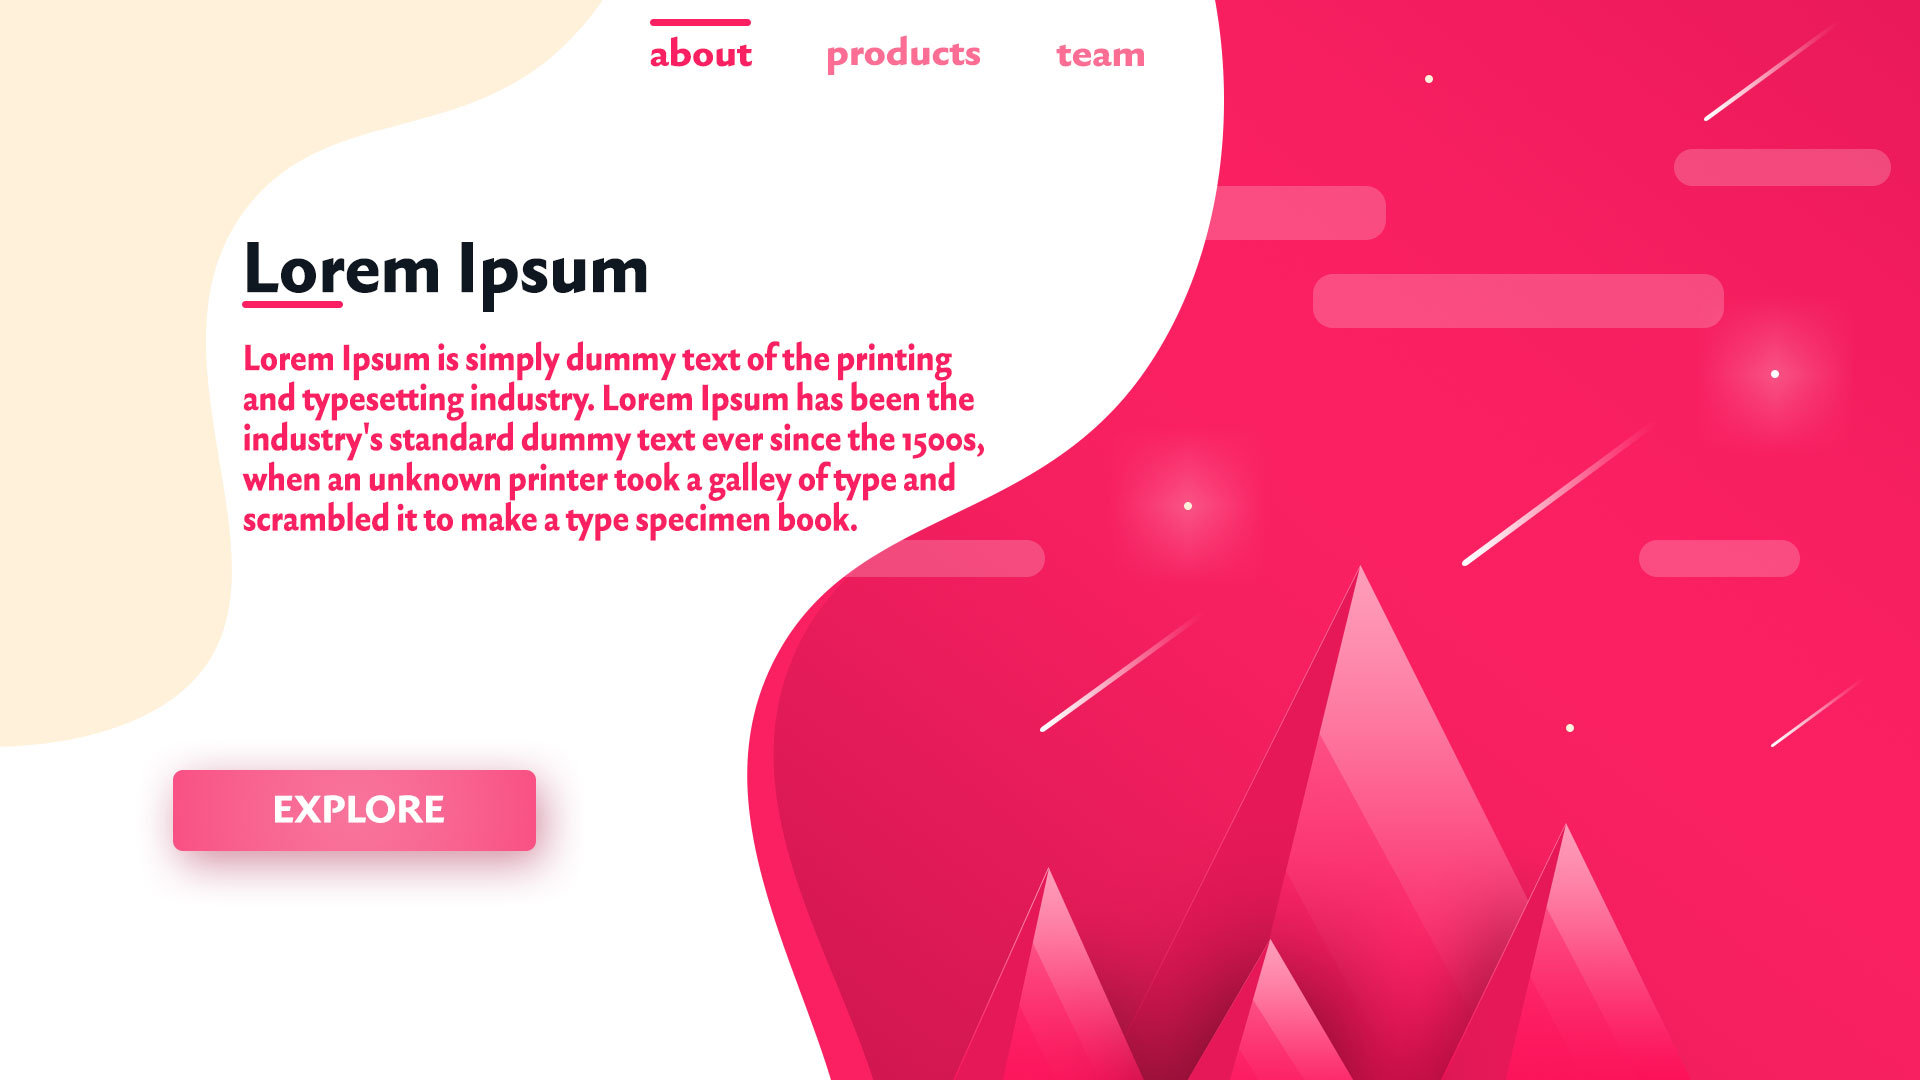 about products team
Lorem Ipsum
Lorem Ipsum is simply dummy text of the printing
and typesetting industry. Lorem Ipsum has been the
industry's standard dummy text ever since the 1500s,
when an unknown printer took a galley of type and
scrambled it to make a type specimen book.
EXPLORE